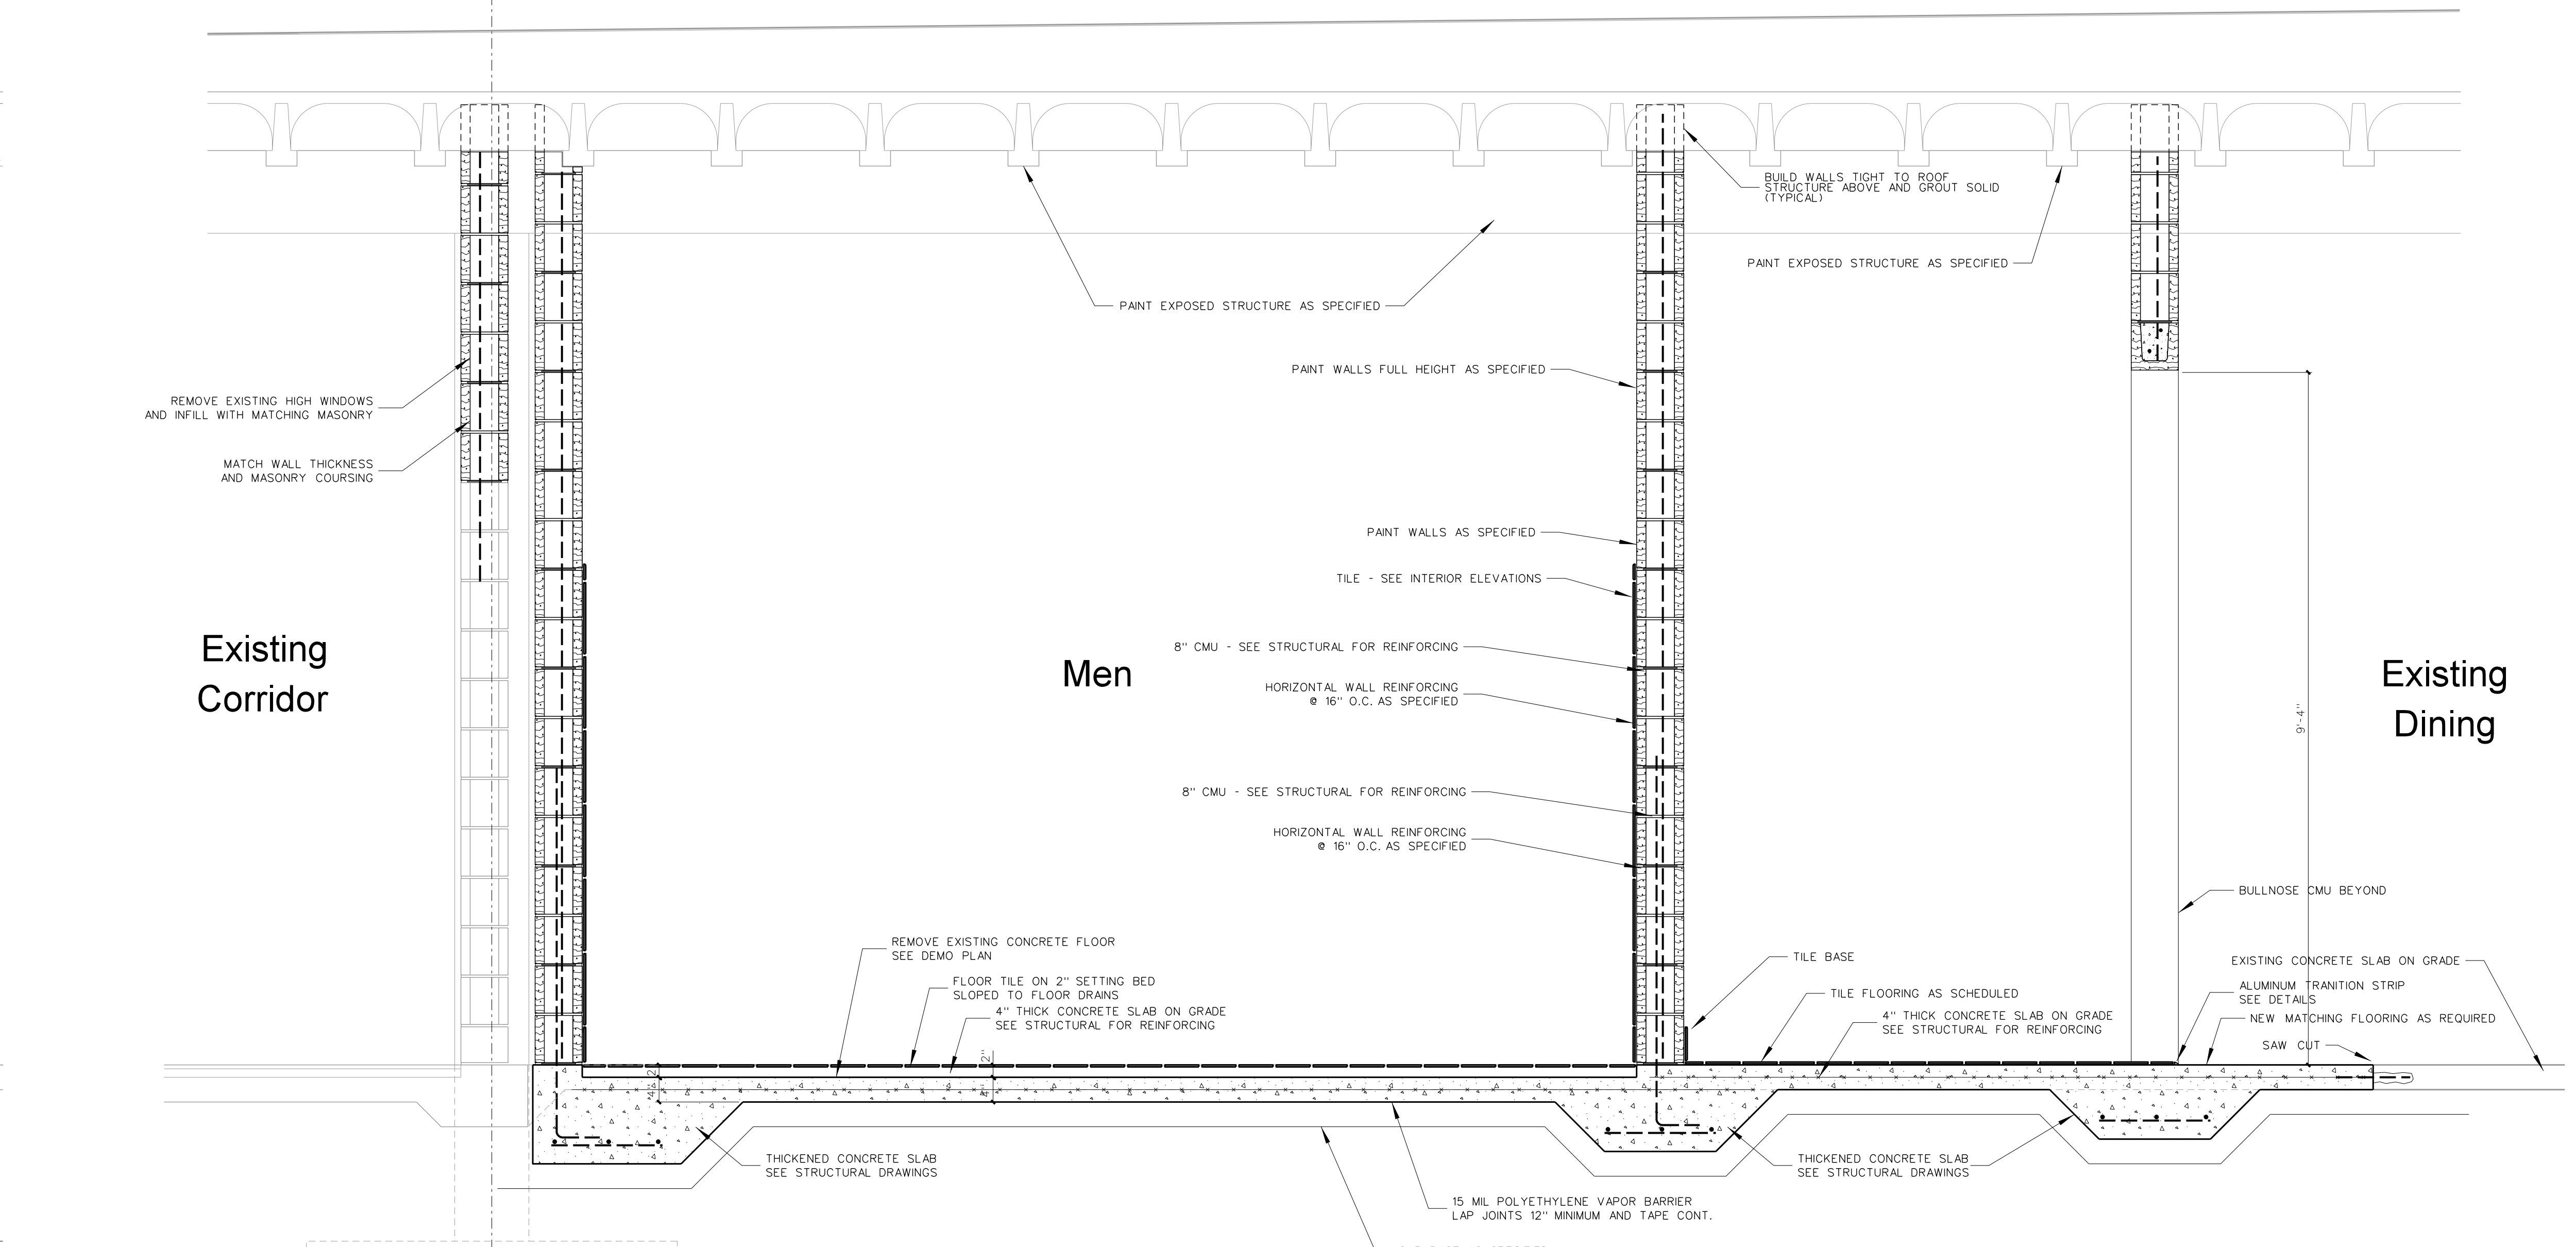 BUILD WALLS TIGHT TO ROOF
STRUCTURE ABOVE AND GROUT SOLID
(TYPICAL)
PAINT EXPOSED STRUCTURE AS SPECIFIED
PAINT EXPOSED STRUCTURE AS SPECIFIED
PAINT WALLS FULL HEIGHT AS SPECIFIED
REMOVE EXISTING HIGH WINDOWS
AND INFILL WITH MATCHING MASONRY
MATCH WALL THICKNESS
AND MASONRY COURSING
PAINT WALLS AS SPECIFIED
TILE - SEE INTERIOR ELEVATIONS
Existing
Corridor
Men
8" CMU - SEE STRUCTURAL FOR REINFORCING
HORIZONTAL WALL REINFORCING
@ 16" O.C. AS SPECIFIED
9'-4"
Existing
Dining
8" CMU - SEE STRUCTURAL FOR REINFORCING
HORIZONTAL WALL REINFORCING
@ 16" O.C. AS SPECIFIED
BULLNOSE CMU BEYOND
REMOVE EXISTING CONCRETE FLOOR
SEE DEMO PLAN
FLOOR TILE ON 2" SETTING BED
SLOPED TO FLOOR DRAINS
4" THICK CONCRETE SLAB ON GRADE
SEE STRUCTURAL FOR REINFORCING
TILE BASE
TILE FLOORING AS SCHEDULED
4" THICK CONCRETE SLAB ON GRADE
SEE STRUCTURAL FOR REINFORCING
EXISTING CONCRETE SLAB ON GRADE
ALUMINUM TRANITION STRIP
SEE DETAILS
NEW MATCHING FLOORING AS REQUIRED
SAW CUT
2"
4"
2"
4"
THICKENED CONCRETE SLAB
SEE STRUCTURAL DRAWINGS
THICKENED CONCRETE SLAB
SEE STRUCTURAL DRAWINGS
15 MIL POLYETHYLENE VAPOR BARRIER
LAP JOINTS 12" MINIMUM AND TAPE CONT.